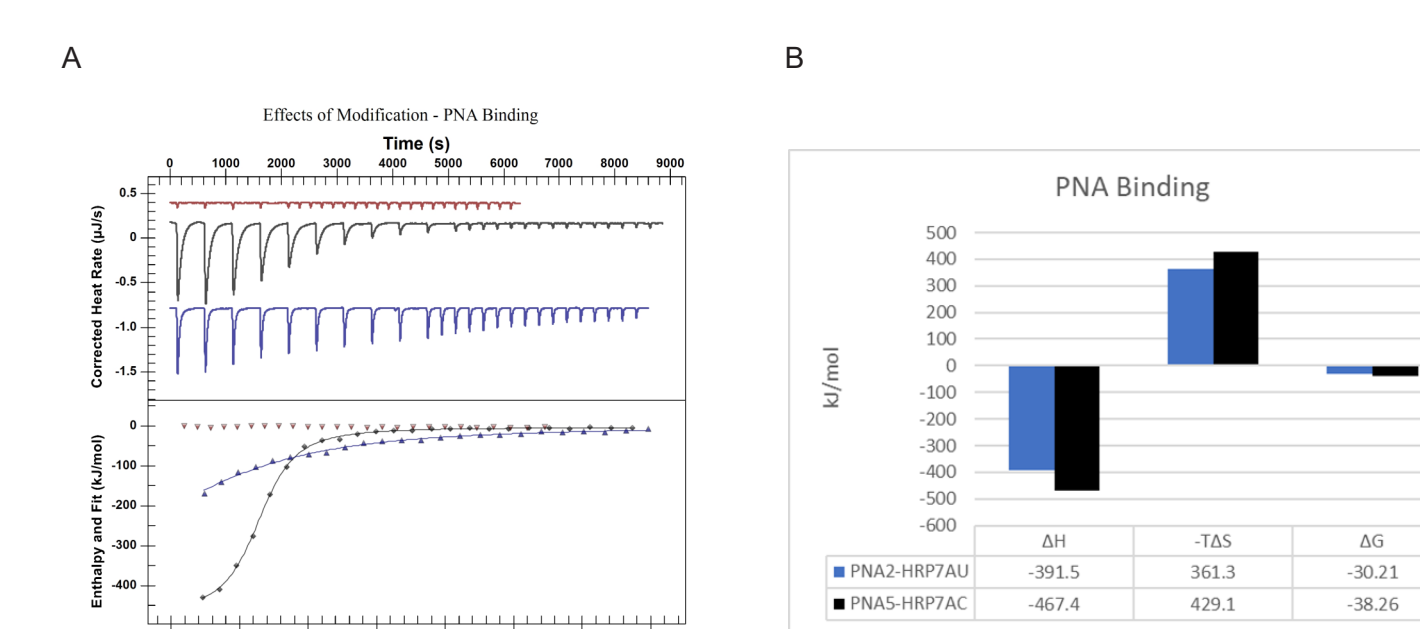 A
B
Effects of Modification - PNA Binding
Time (s)
0 1000 2000 3000 4000 5000 6000 7000 8000 9000
Corrected Heat Rate (µJ/s)
0.5
0
-0.5
-1.0
-1.5
Enthalpy and Fit (kJ/mol)
0
-100
-200
-300
-400
PNA Binding
kJ/mol
500
400
300
200
100
0
-100
-200
-300
-400
-500
-600
ΔH -TΔS ΔG
PNA2-HRP7AU -391.5 361.3 -30.21
PNA5-HRP7AC -467.4 429.1 -38.26